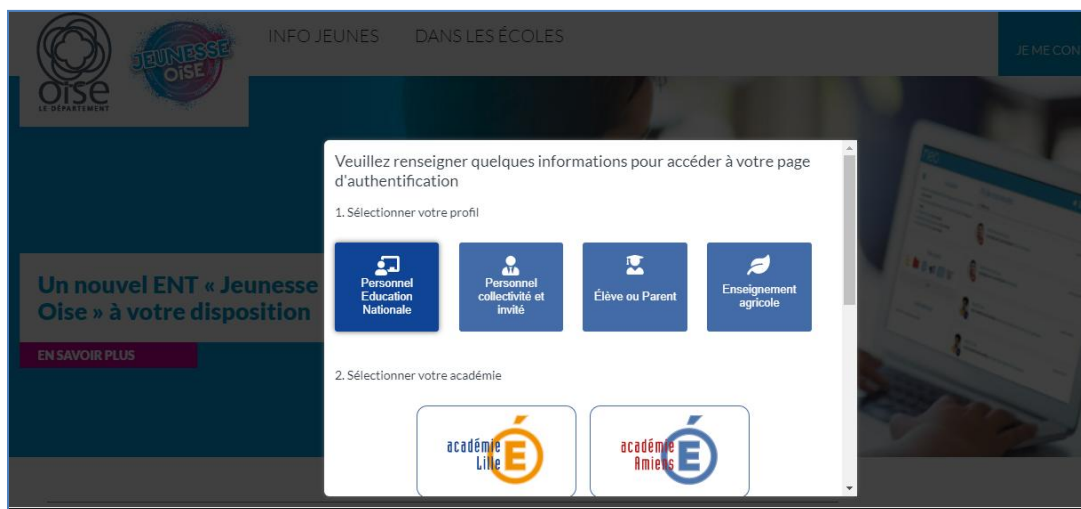 INFO JEUNES
DANS LES ÉCOLES
JE ME CON
JEUNESSE
OISE
oise
LE DÉPARTEMENT
Veuillez renseigner quelques informations pour accéder à votre page
d'authentification
1. Sélectionner votre profil
Personnel
Education
Nationale
Personnel
collectivité et
invité
Élève ou Parent
Enseignement
agricole
Un nouvel ENT « Jeunesse
Oise » à votre disposition
EN SAVOIR PLUS
2. Sélectionner votre académie
académie
Lille
É
académie
Amiens
É